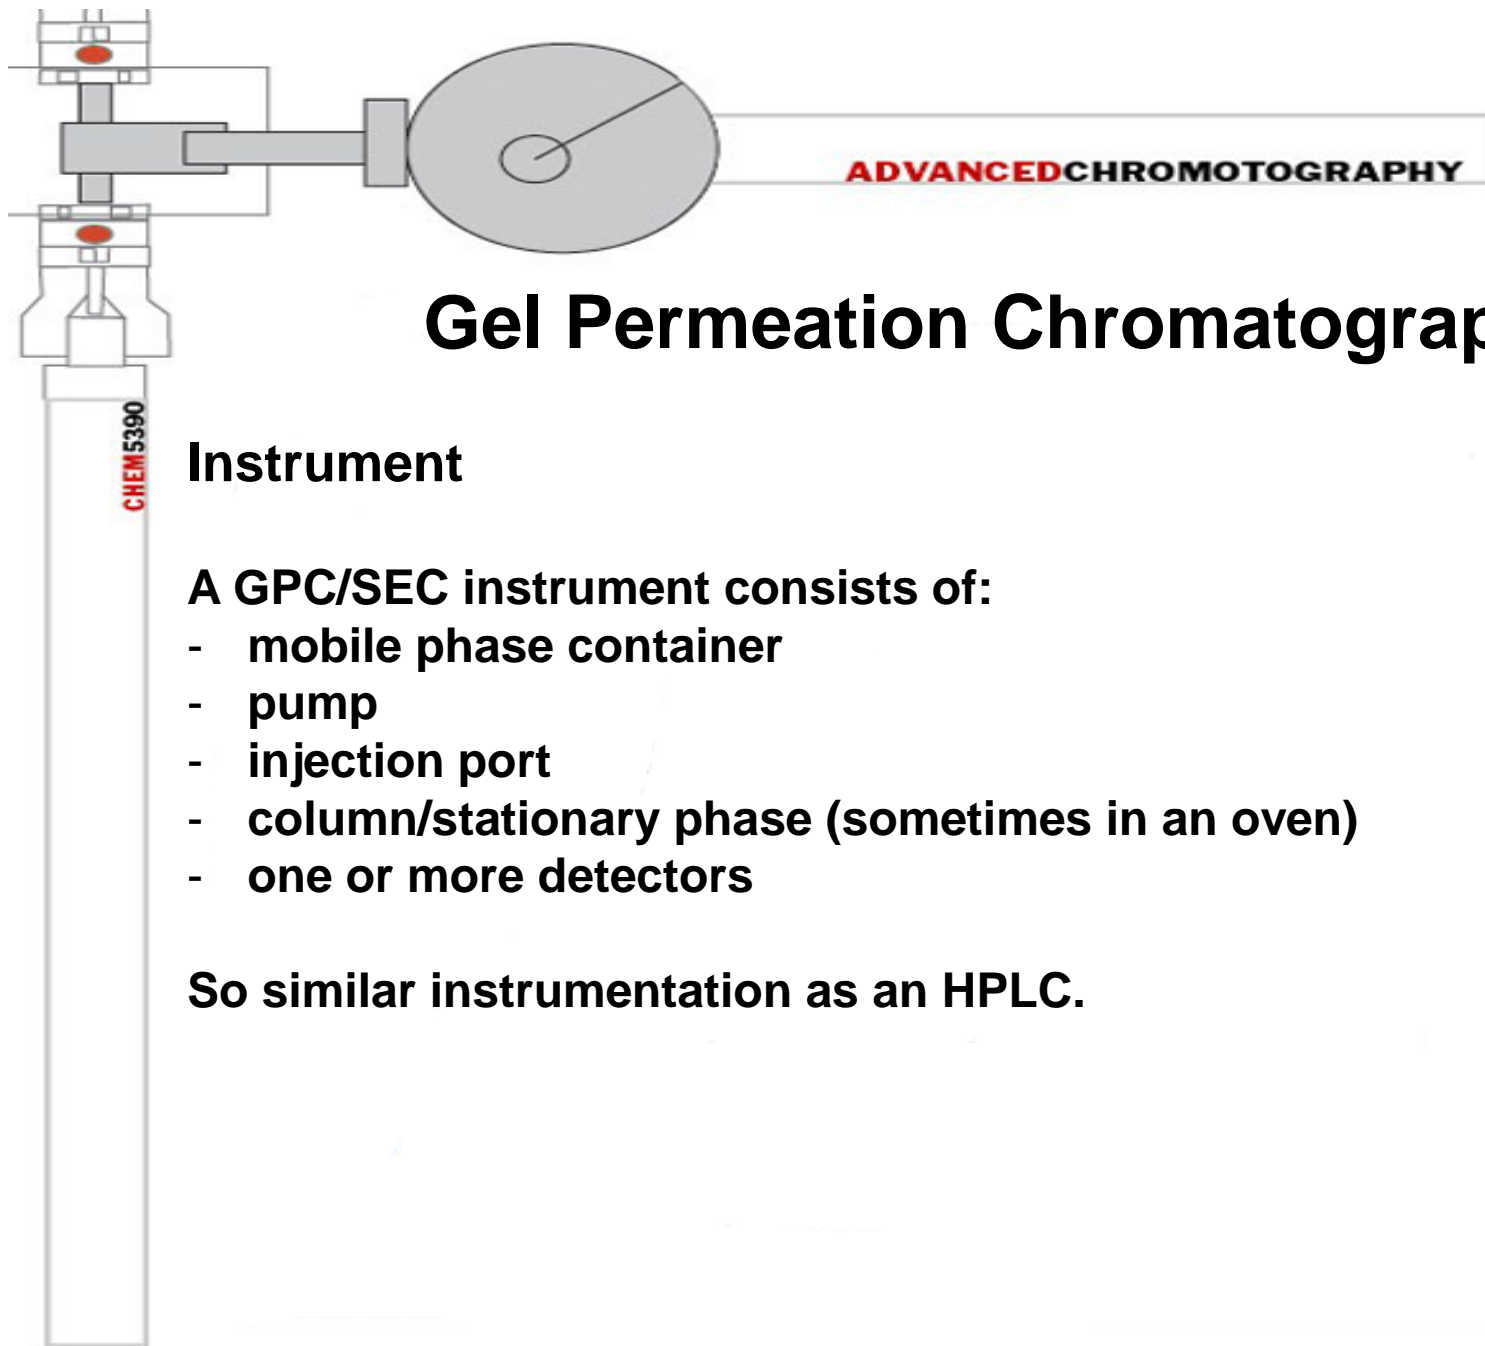 ADVANCEDCHROMOTOGRAPHY
Gel Permeation Chromatograp
CHEM5390
Instrument
A GPC/SEC instrument consists of:
- mobile phase container
- pump
- injection port
- column/stationary phase (sometimes in an oven)
- one or more detectors
So similar instrumentation as an HPLC.